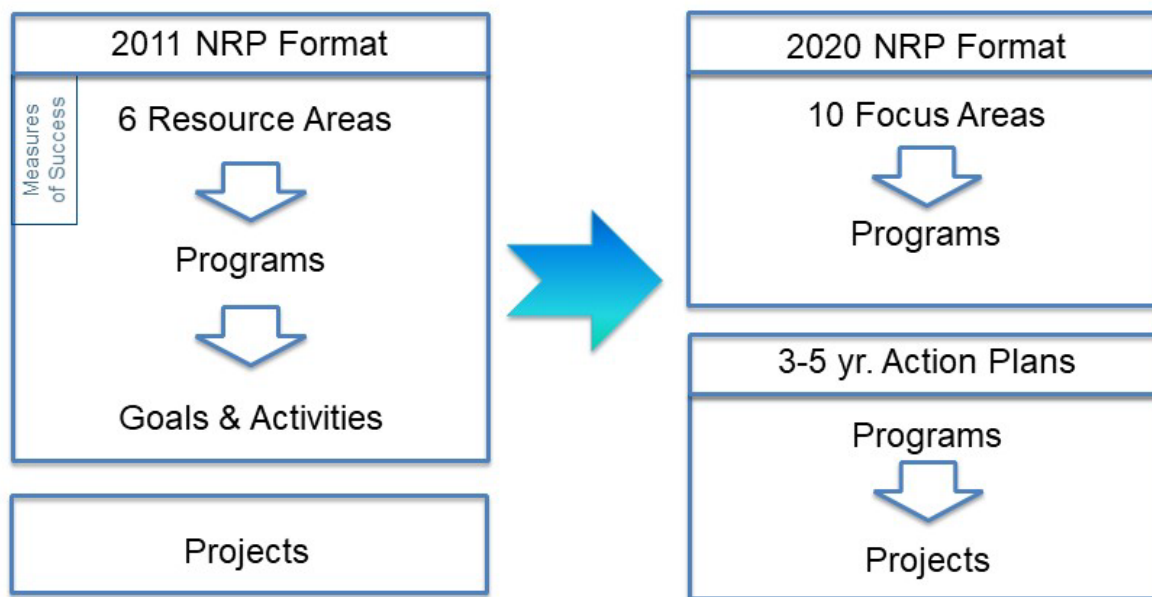 2011 NRP Format
Measures
of Success
6 Resource Areas
Programs
Goals & Activities
Projects
2020 NRP Format
10 Focus Areas
Programs
3-5 yr. Action Plans
Programs
Projects